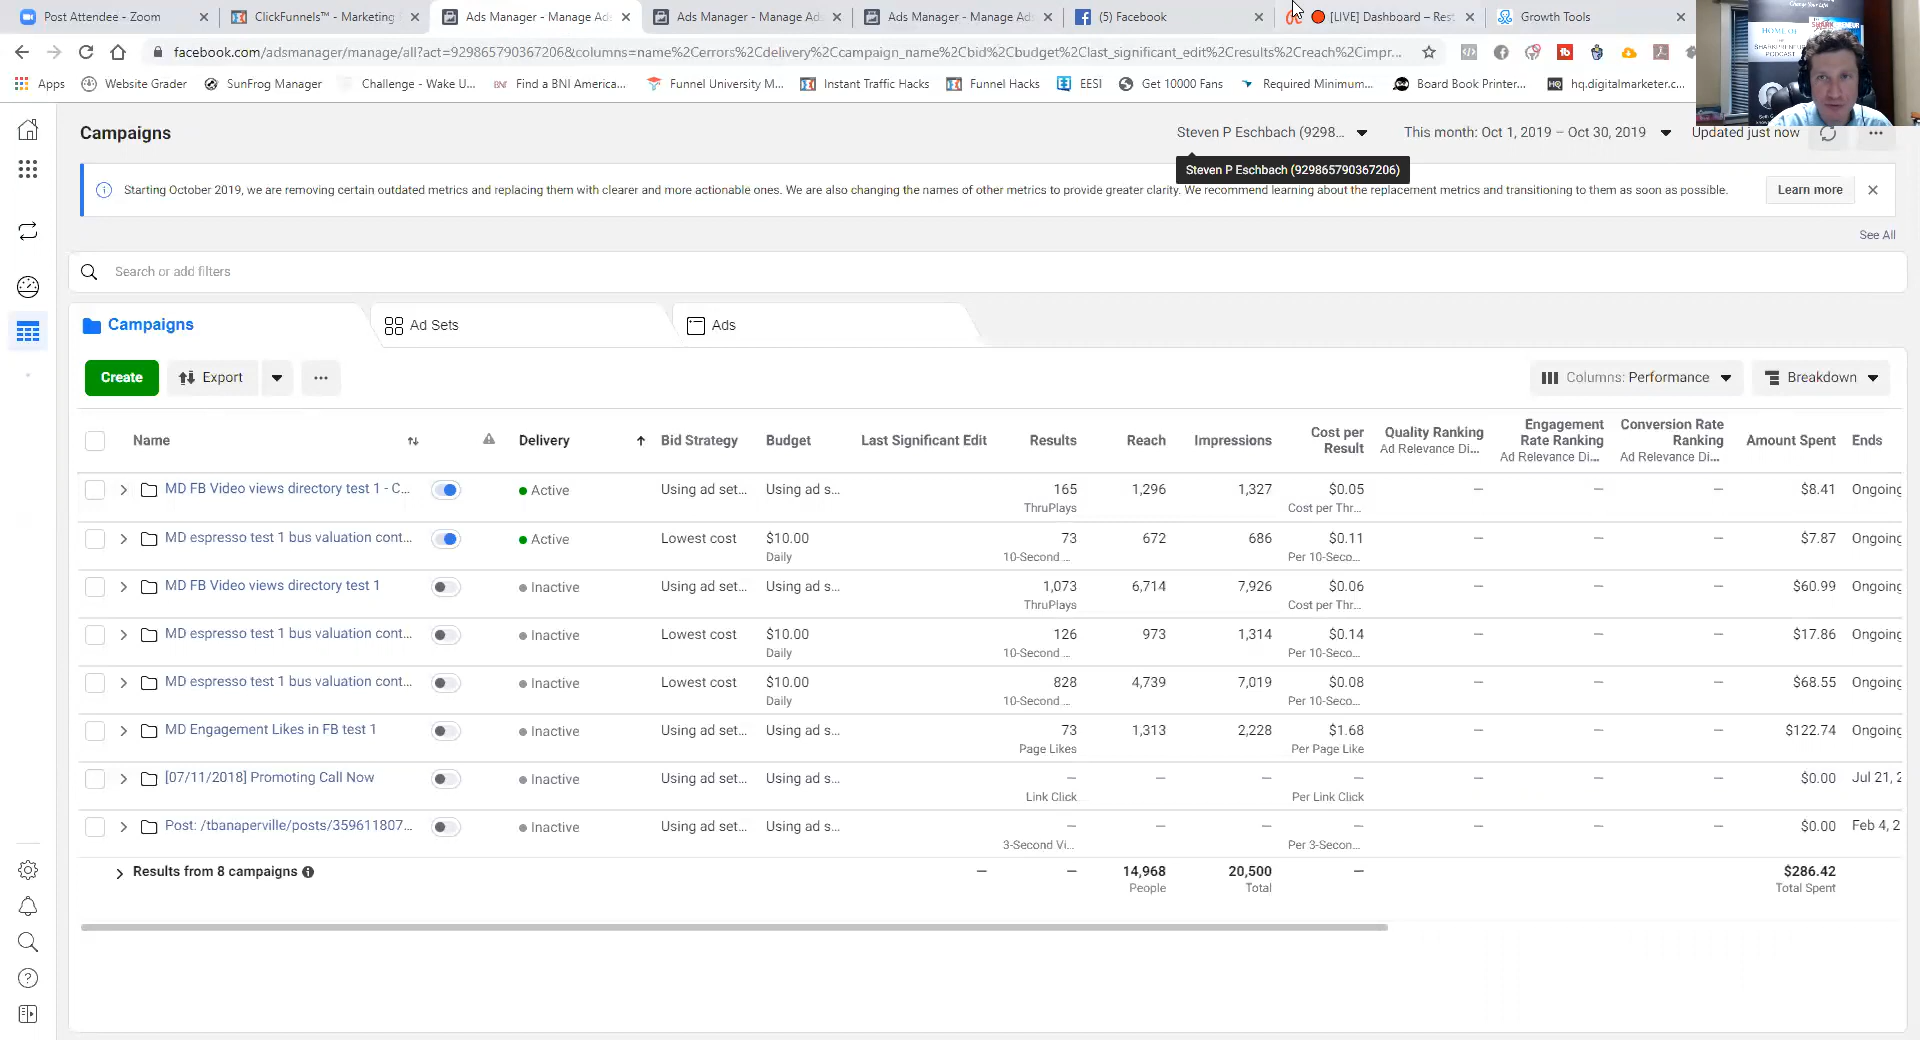 Post Attendee - Zoom
ClickFunnels™ - Marketing
Ads Manager - Manage Ads
Ads Manager - Manage Ads
Ads Manager - Manage Ads
(5) Facebook
[LIVE] Dashboard – Rest
Growth Tools
facebook.com/adsmanager/manage/all?act=929865790367206&columns=name%2Cerrors%2Cdelivery%2Ccampaign_name%2Cbid%2Cbudget%2Clast_significant_edit%2Cresults%2Creach%2Cimpr...
Apps
Website Grader
SunFrog Manager
Challenge - Wake U...
Find a BNI America...
Funnel University M...
Instant Traffic Hacks
Funnel Hacks
EESI
Get 10000 Fans
Required Minimum...
Board Book Printer...
hq.digitalmarketer.c...
HOME OF
SHARKPRENEUR
PODCAST
Campaigns
Steven P Eschbach (9298...
This month: Oct 1, 2019 – Oct 30, 2019
Updated just now
Steven P Eschbach (929865790367206)
Starting October 2019, we are removing certain outdated metrics and replacing them with clearer and more actionable ones. We are also changing the names of other metrics to provide greater clarity. We recommend learning about the replacement metrics and transitioning to them as soon as possible.
Learn more
See All
Search or add filters
Campaigns
Ad Sets
Ads
Create
Export
Columns: Performance
Breakdown
Name
Delivery
Bid Strategy
Budget
Last Significant Edit
Results
Reach
Impressions
Cost per
Result
Quality Ranking
Ad Relevance Di...
Engagement
Rate Ranking
Ad Relevance Di...
Conversion Rate
Ranking
Ad Relevance Di...
Amount Spent
Ends
MD FB Video views directory test 1 - C... Active Using ad set... Using ad s... 165 1,296 1,327 $0.05 — — — $8.41 Ongoing
ThruPlays Cost per Thr...
MD espresso test 1 bus valuation cont... Active Lowest cost $10.00 73 672 686 $0.11 — — — $7.87 Ongoing
Daily 10-Second ... Per 10-Seco...
MD FB Video views directory test 1 Inactive Using ad set... Using ad s... 1,073 6,714 7,926 $0.06 — — — $60.99 Ongoing
ThruPlays Cost per Thr...
MD espresso test 1 bus valuation cont... Inactive Lowest cost $10.00 126 973 1,314 $0.14 — — — $17.86 Ongoing
Daily 10-Second ... Per 10-Seco...
MD espresso test 1 bus valuation cont... Inactive Lowest cost $10.00 828 4,739 7,019 $0.08 — — — $68.55 Ongoing
Daily 10-Second ... Per 10-Seco...
MD Engagement Likes in FB test 1 Inactive Using ad set... Using ad s... 73 1,313 2,228 $1.68 — — — $122.74 Ongoing
Page Likes Per Page Like
[07/11/2018] Promoting Call Now Inactive Using ad set... Using ad s... — — — — — — — $0.00 Jul 21, 2
Link Click Per Link Click
Post: /tbanaperville/posts/359611807... Inactive Using ad set... Using ad s... — — — — — — — $0.00 Feb 4, 2
3-Second Vi... Per 3-Secon...
Results from 8 campaigns — — 14,968 20,500 — $286.42
People Total Total Spent